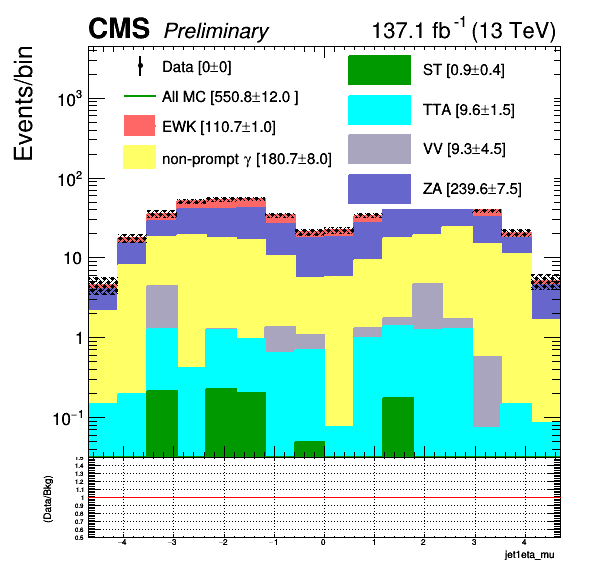 CMS Preliminary 137.1 fb⁻¹ (13 TeV)
Events/bin
Data [0±0]
All MC [550.8±12.0 ]
EWK [110.7±1.0]
non-prompt γ [180.7±8.0]
ST [0.9±0.4]
TTA [9.6±1.5]
VV [9.3±4.5]
ZA [239.6±7.5]
10³
10²
10
1
10⁻¹
(Data/Bkg)
1.5
1.4
1.3
1.2
1.1
1
0.9
0.8
0.7
0.6
0.5
−4 −3 −2 −1 0 1 2 3 4
jet1eta_mu